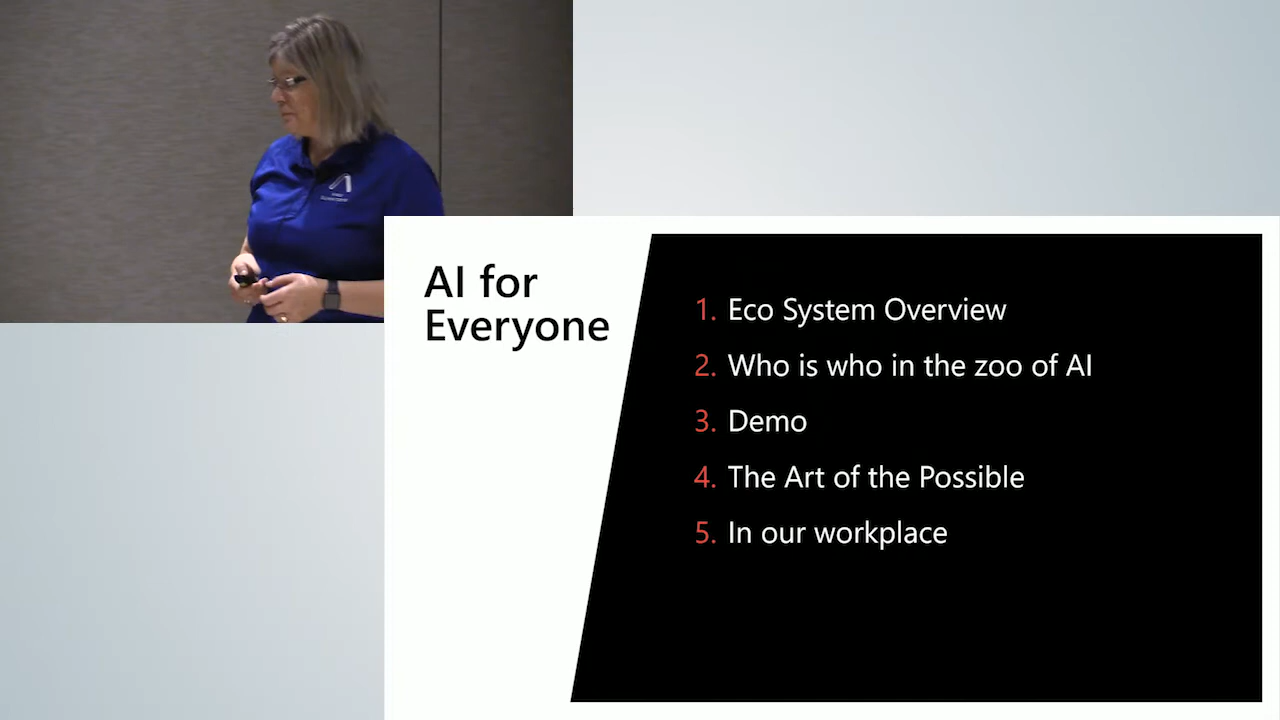 AI for
Everyone
1. Eco System Overview
2. Who is who in the zoo of AI
3. Demo
4. The Art of the Possible
5. In our workplace